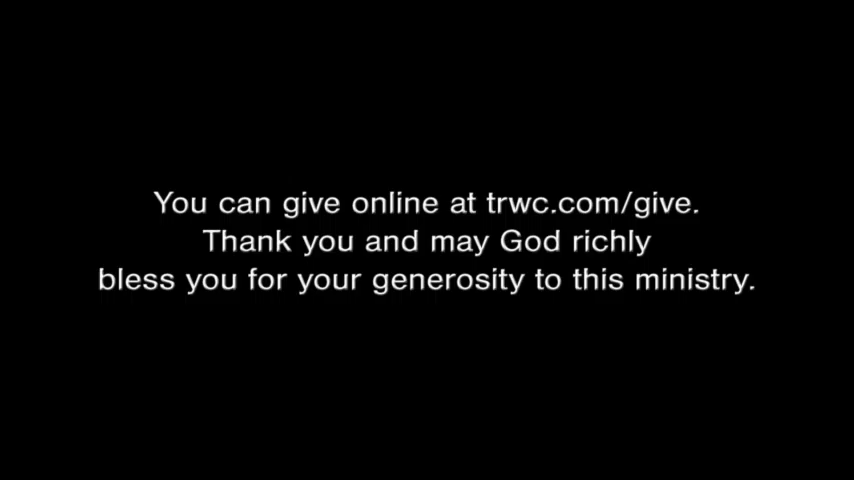 You can give online at trwc.com/give.
Thank you and may God richly
bless you for your generosity to this ministry.